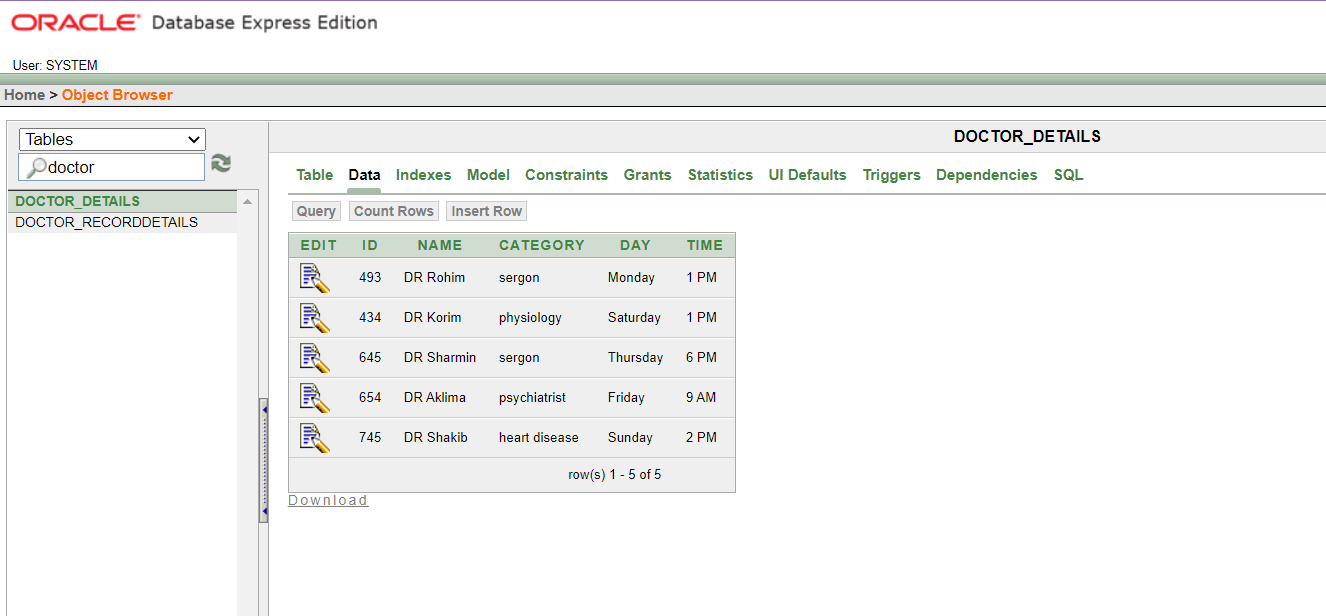 ORACLE Database Express Edition
User: SYSTEM
Home > Object Browser
Tables
doctor
DOCTOR_DETAILS
DOCTOR_RECORDDETAILS
DOCTOR_DETAILS
Table Data Indexes Model Constraints Grants Statistics UI Defaults Triggers Dependencies SQL
Query Count Rows Insert Row
EDIT ID NAME CATEGORY DAY TIME
493 DR Rohim sergon Monday 1 PM
434 DR Korim physiology Saturday 1 PM
645 DR Sharmin sergon Thursday 6 PM
654 DR Aklima psychiatrist Friday 9 AM
745 DR Shakib heart disease Sunday 2 PM
row(s) 1 - 5 of 5
Download